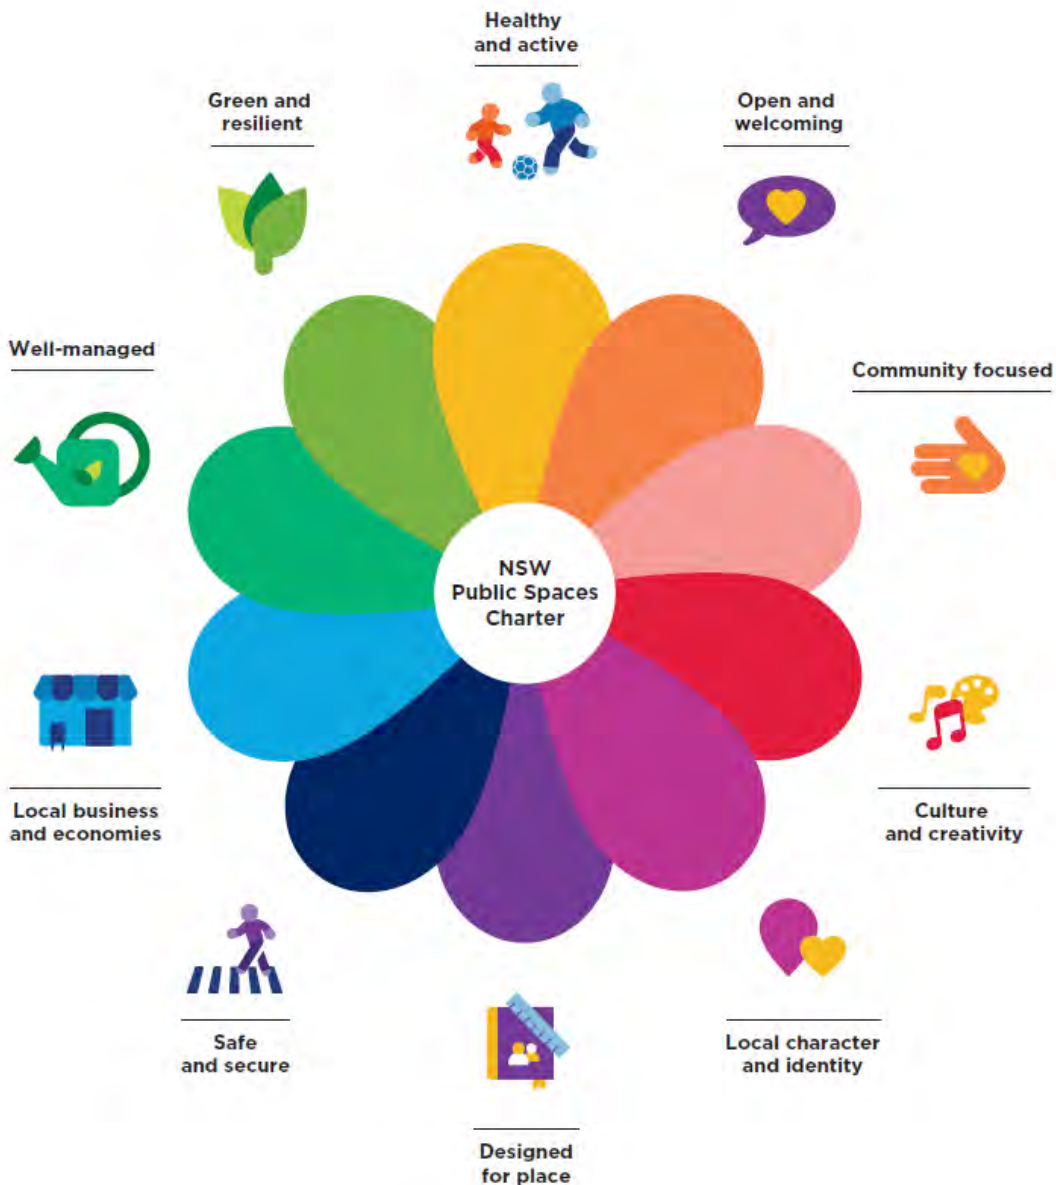 Healthy
and active
Green and
resilient
Open and
welcoming
Well-managed
Community focused
NSW
Public Spaces
Charter
Local business
and economies
Culture
and creativity
Safe
and secure
Local character
and identity
Designed
for place